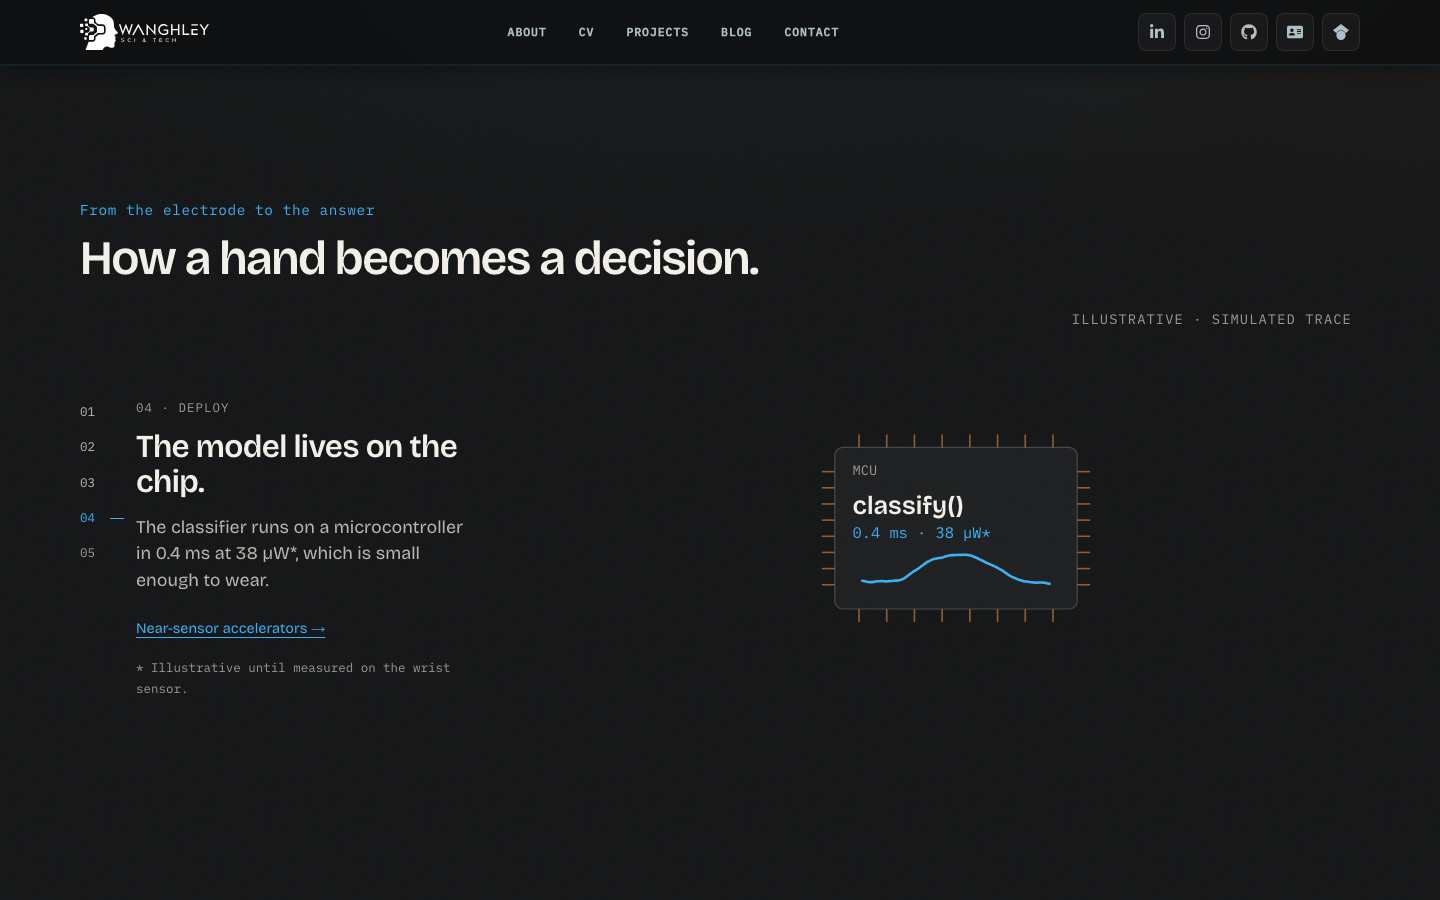 WANGHLEY
SCI & TECH
ABOUT
CV
PROJECTS
BLOG
CONTACT
From the electrode to the answer
How a hand becomes a decision.
ILLUSTRATIVE · SIMULATED TRACE
01
02
03
04
05
04 · DEPLOY
The model lives on the
chip.
The classifier runs on a microcontroller
in 0.4 ms at 38 µW*, which is small
enough to wear.
Near-sensor accelerators →
* Illustrative until measured on the wrist
sensor.
MCU
classify()
0.4 ms · 38 µW*